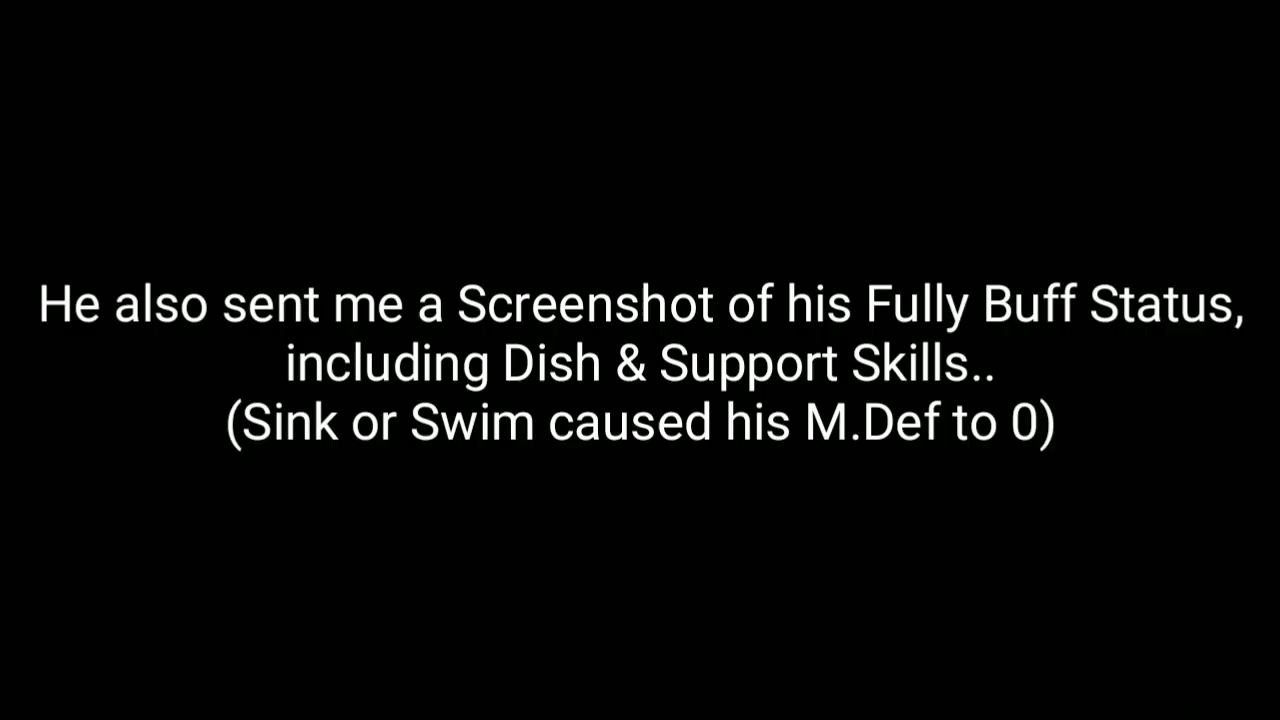 He also sent me a Screenshot of his Fully Buff Status,
including Dish & Support Skills..
(Sink or Swim caused his M.Def to 0)